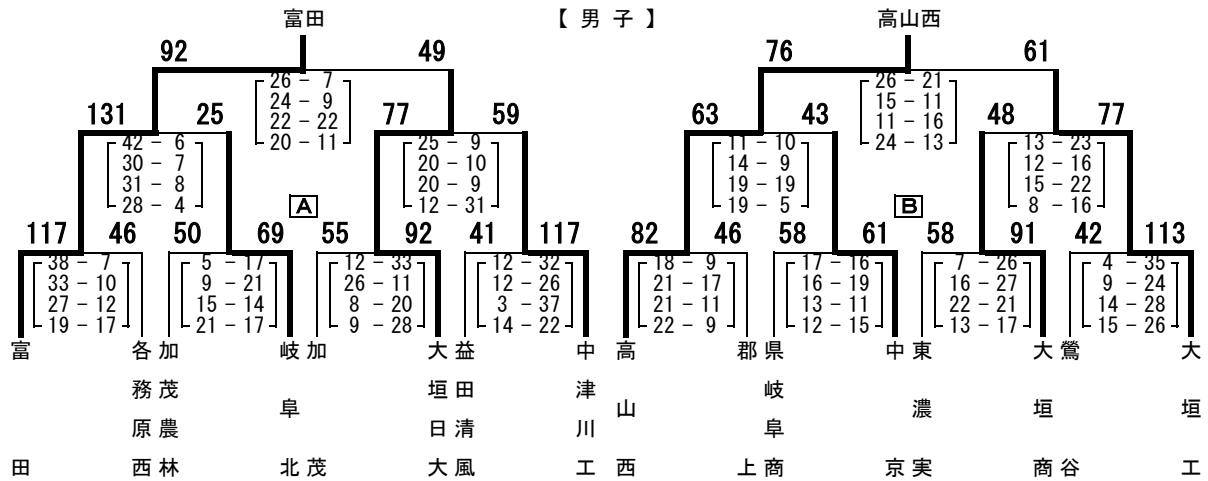 富田 【 男 子 】 高山西
92 49 76 61
26 - 7 26 - 21
24 - 9 15 - 11
22 - 22 11 - 16
20 - 11 24 - 13
131 25 77 59 63 43 48 77
42 - 6 25 - 9 11 - 10 13 - 23
30 - 7 20 - 10 14 - 9 12 - 16
31 - 8 20 - 9 19 - 19 15 - 22
28 - 4 12 - 31 19 - 5 8 - 16
A B
117 46 50 69 55 92 41 117 82 46 58 61 58 91 42 113
38 - 7 5 - 17 12 - 33 12 - 32 18 - 9 17 - 16 7 - 26 4 - 35
33 - 10 9 - 21 26 - 11 12 - 26 21 - 17 16 - 19 16 - 27 9 - 24
27 - 12 15 - 14 8 - 20 3 - 37 21 - 11 13 - 11 22 - 21 14 - 28
19 - 17 21 - 17 9 - 28 14 - 22 22 - 9 12 - 15 13 - 17 15 - 26
富田
各務原西
加茂農林
岐阜北
加茂
大垣日大
益田清風
中津川工
高山西
郡上
県岐阜商
中京
東濃実
大垣商
鶯谷
大垣工